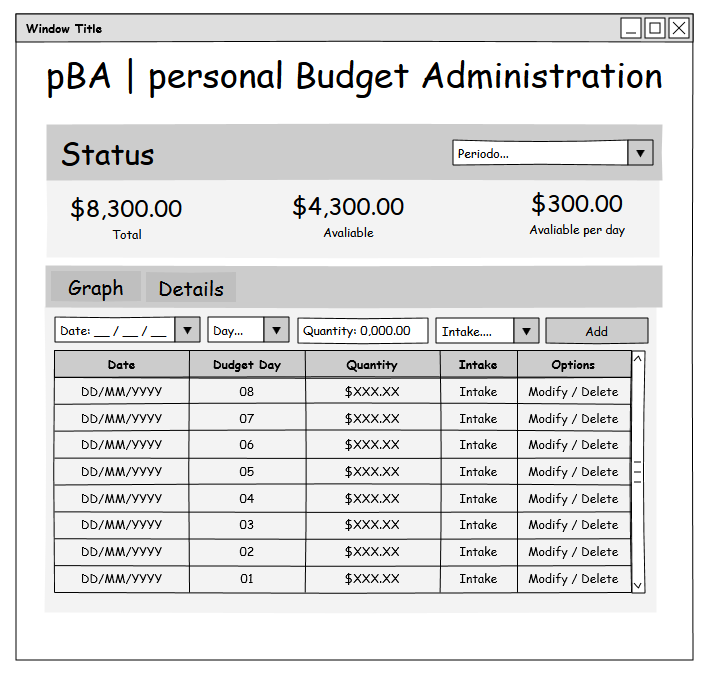 Window Title
pBA | personal Budget Administration
Status
Periodo...
$8,300.00 $4,300.00 $300.00
Total Avaliable Avaliable per day
Graph Details
Date: __ / __ / __ Day... Quantity: 0,000.00 Intake.... Add
Date Dudget Day Quantity Intake Options
DD/MM/YYYY 08 $XXX.XX Intake Modify / Delete
DD/MM/YYYY 07 $XXX.XX Intake Modify / Delete
DD/MM/YYYY 06 $XXX.XX Intake Modify / Delete
DD/MM/YYYY 05 $XXX.XX Intake Modify / Delete
DD/MM/YYYY 04 $XXX.XX Intake Modify / Delete
DD/MM/YYYY 03 $XXX.XX Intake Modify / Delete
DD/MM/YYYY 02 $XXX.XX Intake Modify / Delete
DD/MM/YYYY 01 $XXX.XX Intake Modify / Delete